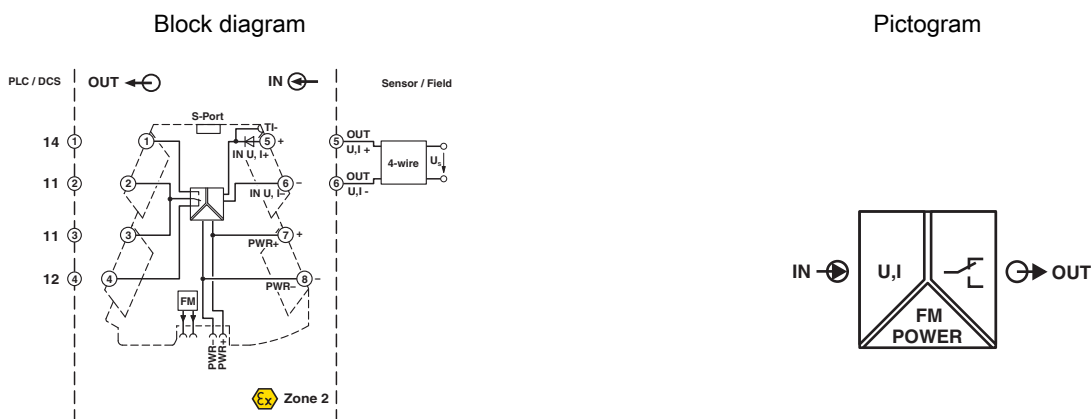 Block diagram
Pictogram
PLC / DCS
OUT
IN
Sensor / Field
S-Port
TI-
14
1
1
5
+
5
OUT
U,I +
IN U, I+
4-wire
Us
11
2
2
6
–
6
OUT
U,I -
IN U, I–
11
3
3
7
+
PWR+
12
4
4
8
–
PWR–
FM
PWR–
PWR+
Ex
Zone 2
IN
U,I
OUT
FM
POWER